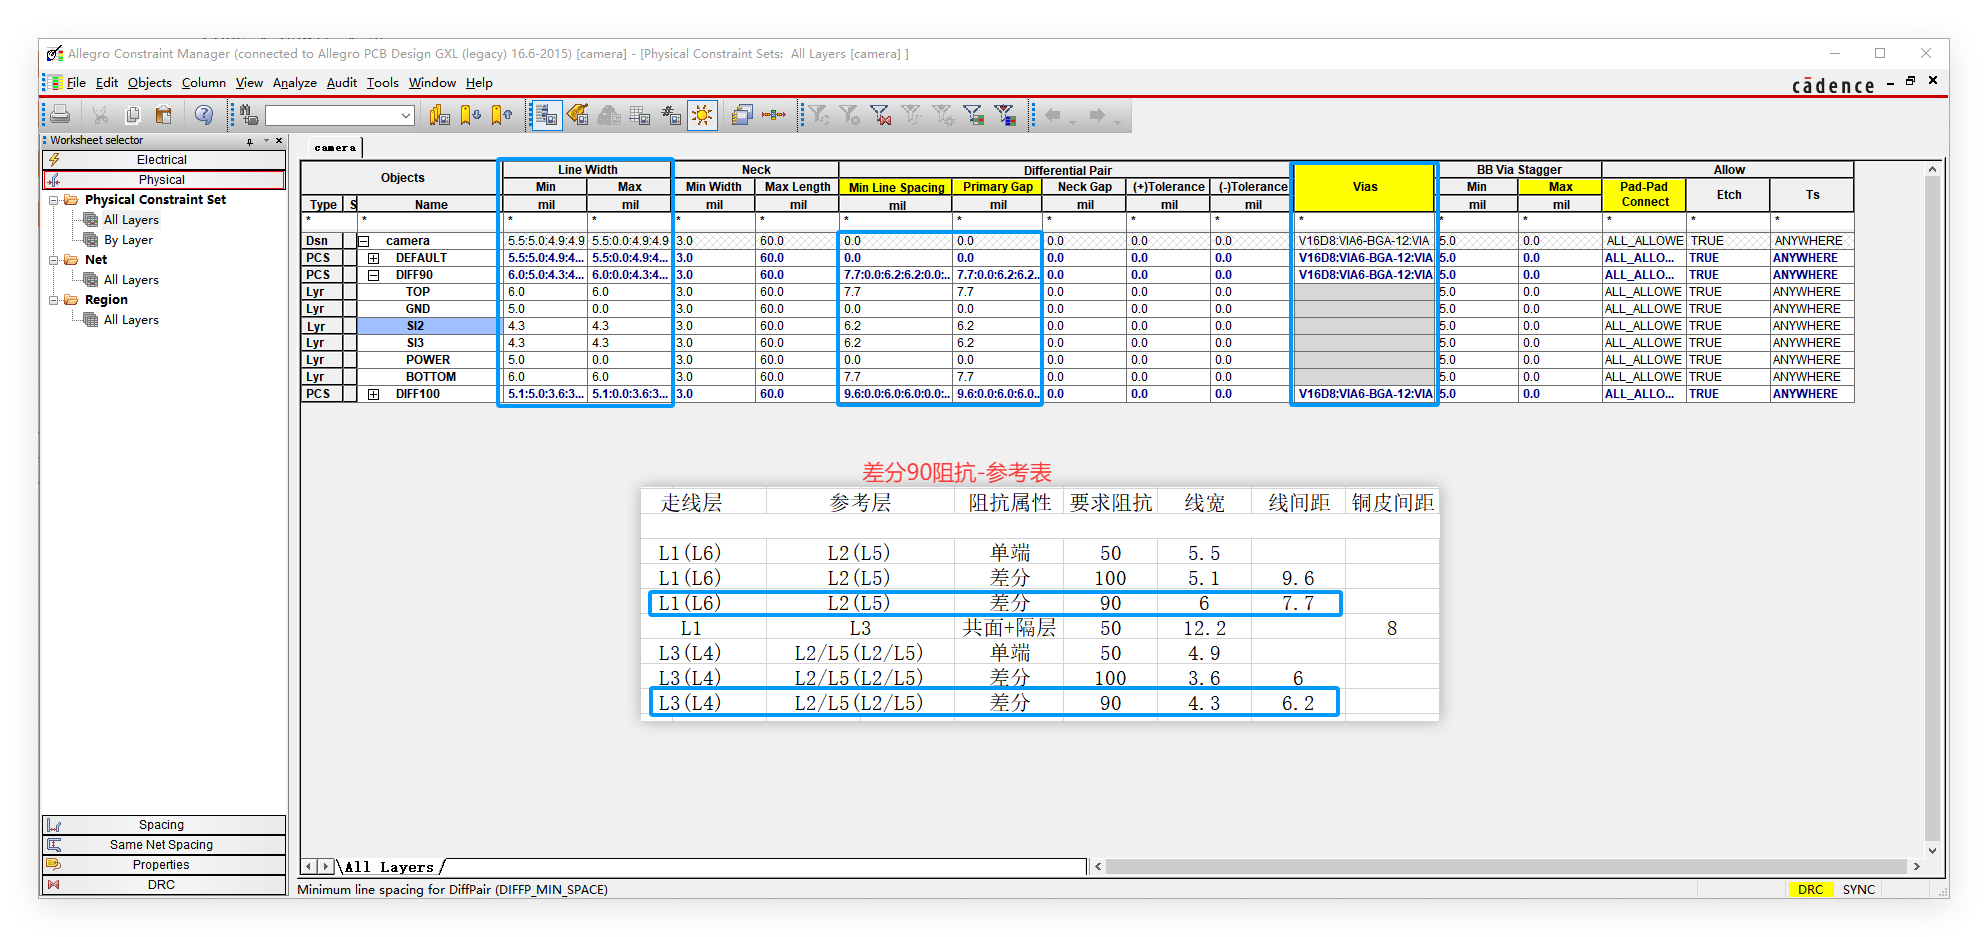 Allegro Constraint Manager (connected to Allegro PCB Design GXL (legacy) 16.6-2015) [camera] - [Physical Constraint Sets:  All Layers [camera] ]
File Edit Objects Column View Analyze Audit Tools Window Help
cādence
Worksheet selector
Electrical
Physical
Physical Constraint Set
All Layers
By Layer
Net
All Layers
Region
All Layers
Spacing
Same Net Spacing
Properties
DRC
camera
Objects Line Width Neck Differential Pair Vias BB Via Stagger Allow
Min Max Min Width Max Length Min Line Spacing Primary Gap Neck Gap (+)Tolerance (-)Tolerance Min Max Pad-Pad Connect Etch Ts
Type S Name mil mil mil mil mil mil mil mil mil mil mil
* * * * * * * * * * * * * * * *
Dsn camera 5.5:5.0:4.9:4.9 5.5:0.0:4.9:4.9 3.0 60.0 0.0 0.0 0.0 0.0 0.0 V16D8:VIA6-BGA-12:VIA 5.0 0.0 ALL_ALLOWE TRUE ANYWHERE
PCS DEFAULT 5.5:5.0:4.9:4... 5.5:0.0:4.9:4... 3.0 60.0 0.0 0.0 0.0 0.0 0.0 V16D8:VIA6-BGA-12:VIA 5.0 0.0 ALL_ALLO... TRUE ANYWHERE
PCS DIFF90 6.0:5.0:4.3:4... 6.0:0.0:4.3:4... 3.0 60.0 7.7:0.0:6.2:6.2:0.0:.. 7.7:0.0:6.2:6.2.. 0.0 0.0 0.0 V16D8:VIA6-BGA-12:VIA 5.0 0.0 ALL_ALLO... TRUE ANYWHERE
Lyr TOP 6.0 6.0 3.0 60.0 7.7 7.7 0.0 0.0 0.0 5.0 0.0 ALL_ALLOWE TRUE ANYWHERE
Lyr GND 5.0 0.0 3.0 60.0 0.0 0.0 0.0 0.0 0.0 5.0 0.0 ALL_ALLOWE TRUE ANYWHERE
Lyr SI2 4.3 4.3 3.0 60.0 6.2 6.2 0.0 0.0 0.0 5.0 0.0 ALL_ALLOWE TRUE ANYWHERE
Lyr SI3 4.3 4.3 3.0 60.0 6.2 6.2 0.0 0.0 0.0 5.0 0.0 ALL_ALLOWE TRUE ANYWHERE
Lyr POWER 5.0 0.0 3.0 60.0 0.0 0.0 0.0 0.0 0.0 5.0 0.0 ALL_ALLOWE TRUE ANYWHERE
Lyr BOTTOM 6.0 6.0 3.0 60.0 7.7 7.7 0.0 0.0 0.0 5.0 0.0 ALL_ALLOWE TRUE ANYWHERE
PCS DIFF100 5.1:5.0:3.6:3... 5.1:0.0:3.6:3... 3.0 60.0 9.6:0.0:6.0:6.0:0.0:.. 9.6:0.0:6.0:6.0.. 0.0 0.0 0.0 V16D8:VIA6-BGA-12:VIA 5.0 0.0 ALL_ALLO... TRUE ANYWHERE
差分90阻抗-参考表
走线层 参考层 阻抗属性 要求阻抗 线宽 线间距 铜皮间距
L1(L6) L2(L5) 单端 50 5.5
L1(L6) L2(L5) 差分 100 5.1 9.6
L1(L6) L2(L5) 差分 90 6 7.7
L1 L3 共面+隔层 50 12.2 8
L3(L4) L2/L5(L2/L5) 单端 50 4.9
L3(L4) L2/L5(L2/L5) 差分 100 3.6 6
L3(L4) L2/L5(L2/L5) 差分 90 4.3 6.2
All Layers
Minimum line spacing for DiffPair (DIFFP_MIN_SPACE)
DRC SYNC